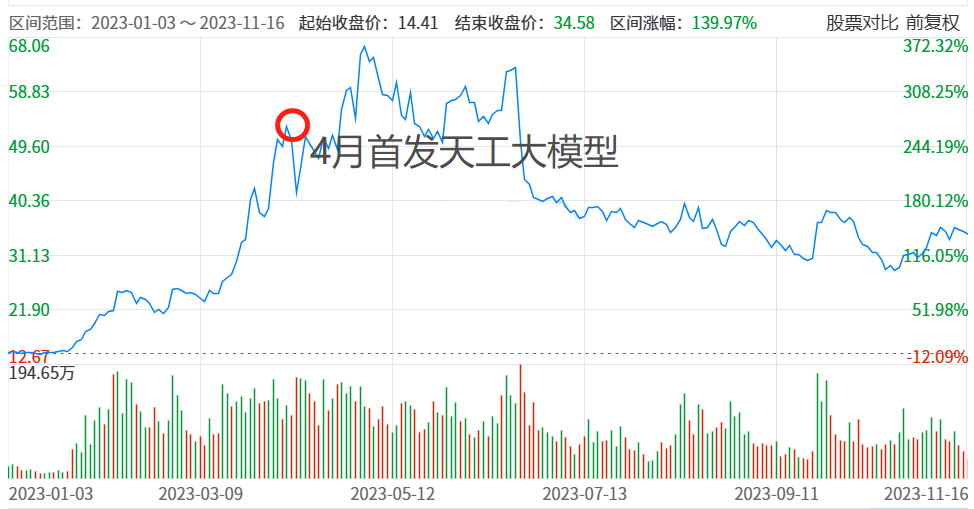 区间范围：2023-01-03 ～ 2023-11-16 起始收盘价：14.41 结束收盘价：34.58 区间涨幅：139.97% 股票对比 前复权
68.06 372.32%
58.83 308.25%
49.60 244.19%
4月首发天工大模型
40.36 180.12%
31.13 116.05%
21.90 51.98%
12.67 -12.09%
194.65万
2023-01-03 2023-03-09 2023-05-12 2023-07-13 2023-09-11 2023-11-16